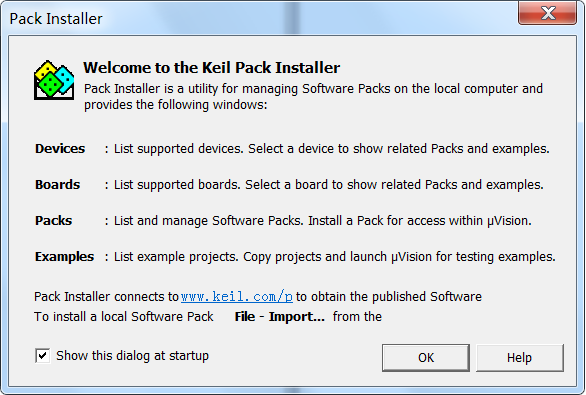 Pack Installer
Welcome to the Keil Pack Installer
Pack Installer is a utility for managing Software Packs on the local computer and
provides the following windows:
Devices : List supported devices. Select a device to show related Packs and examples.
Boards : List supported boards. Select a board to show related Packs and examples.
Packs : List and manage Software Packs. Install a Pack for access within µVision.
Examples : List example projects. Copy projects and launch µVision for testing examples.
Pack Installer connects to www.keil.com/p to obtain the published Software
To install a local Software Pack File - Import... from the
Show this dialog at startup
OK Help